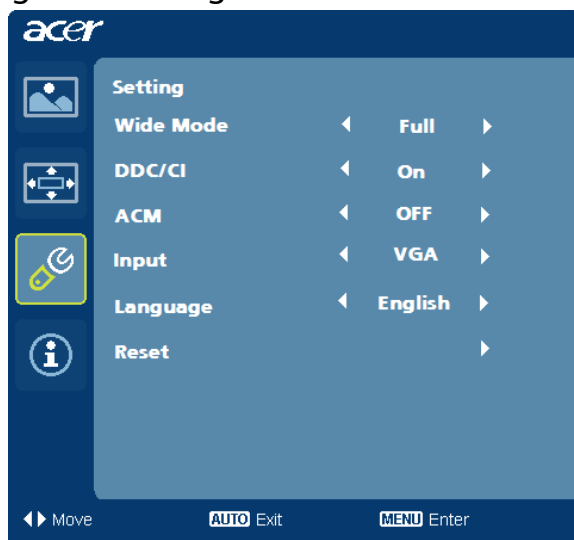 acer
Setting
Wide Mode Full
DDC/CI On
ACM OFF
Input VGA
Language English
Reset
Move AUTO Exit MENU Enter